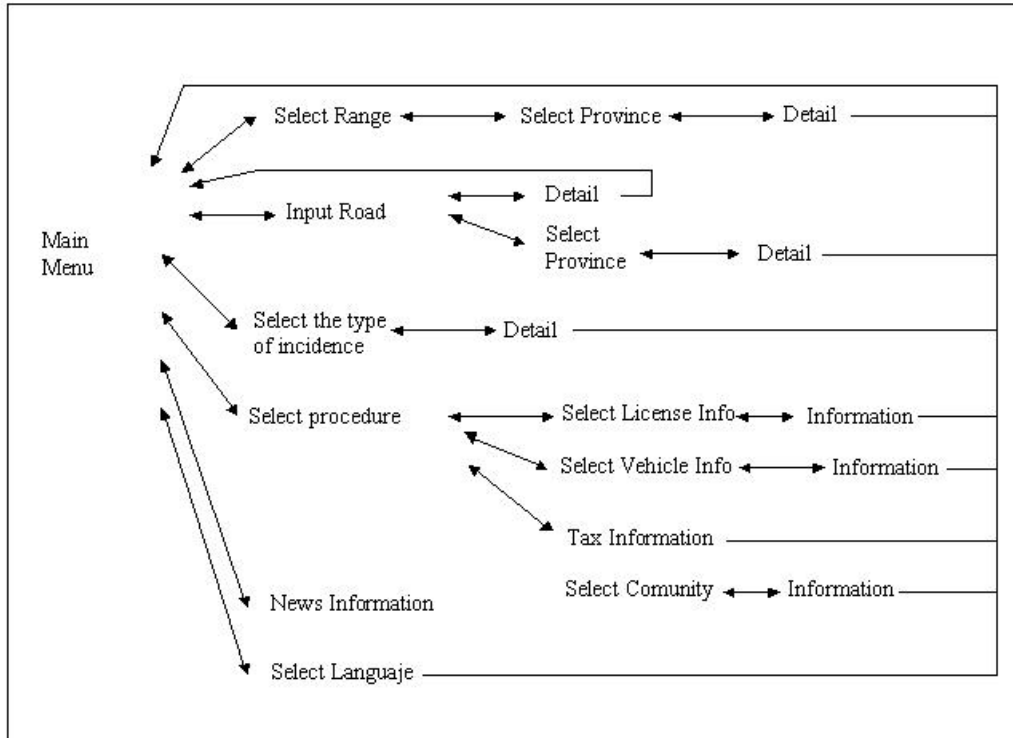 Select Range
Select Province
Detail
Input Road
Detail
Select
Province
Detail
Main
Menu
Select the type
of incidence
Detail
Select procedure
Select License Info
Information
Select Vehicle Info
Information
Tax Information
Select Comunity
Information
News Information
Select Languaje